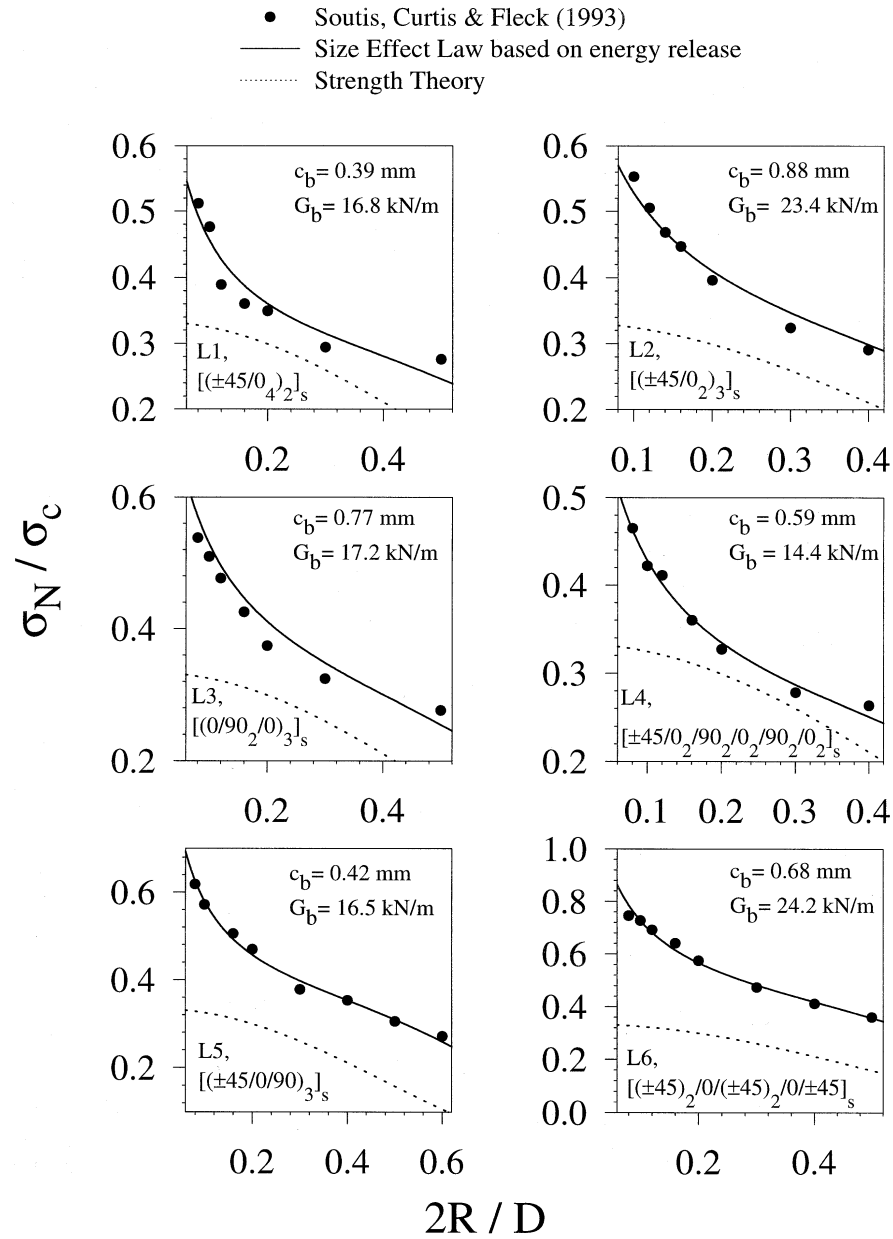 Soutis, Curtis & Fleck (1993)
Size Effect Law based on energy release
Strength Theory
0.6
0.5
0.4
0.3
0.2
c_b= 0.39 mm
G_b= 16.8 kN/m
L1,
[(±45/0_4)_2]_s
0.2 0.4
0.6
0.5
0.4
0.3
0.2
c_b= 0.88 mm
G_b= 23.4 kN/m
L2,
[(±45/0_2)_3]_s
0.1 0.2 0.3 0.4
σ_N / σ_c
0.6
0.4
0.2
c_b= 0.77 mm
G_b= 17.2 kN/m
L3,
[(0/90_2/0)_3]_s
0.2 0.4
0.5
0.4
0.3
0.2
c_b= 0.59 mm
G_b = 14.4 kN/m
L4,
[±45/0_2/90_2/0_2/90_2/0_2]_s
0.1 0.2 0.3 0.4
0.6
0.4
0.2
c_b= 0.42 mm
G_b= 16.5 kN/m
L5,
[(±45/0/90)_3]_s
0.2 0.4 0.6
1.0
0.8
0.6
0.4
0.2
0.0
c_b= 0.68 mm
G_b= 24.2 kN/m
L6,
[(±45)_2/0/(±45)_2/0/±45]_s
0.2 0.4
2R / D